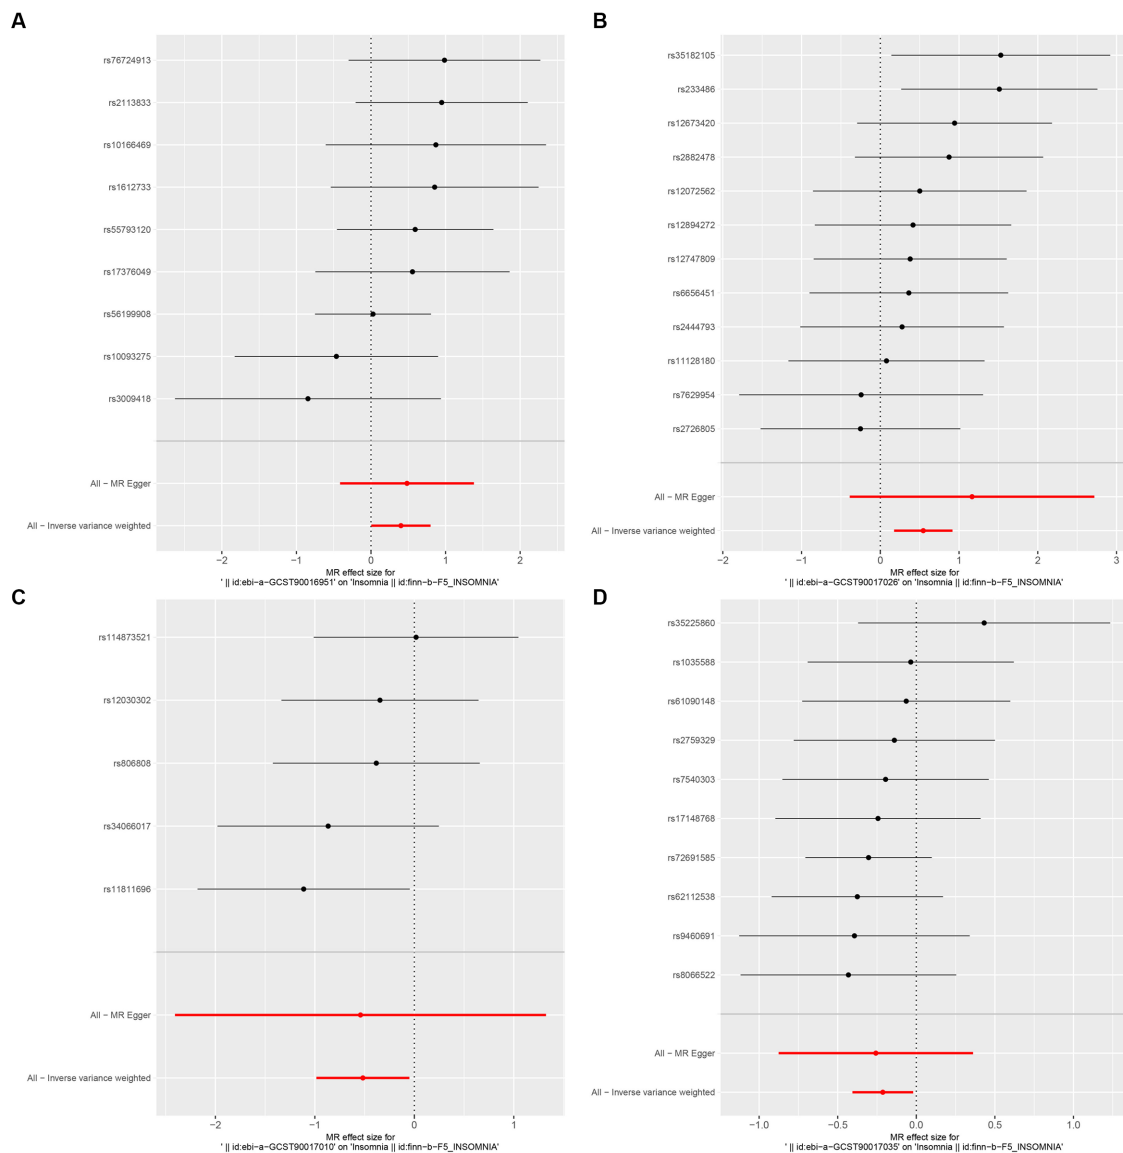 A
rs76724913
rs2113833
rs10166469
rs1612733
rs55793120
rs17376049
rs56199908
rs10093275
rs3009418
All − MR Egger
All − Inverse variance weighted
−2 −1 0 1 2
MR effect size for
' || id:ebi-a-GCST90016951' on 'Insomnia || id:finn-b-F5_INSOMNIA'
B
rs35182105
rs233486
rs12673420
rs2882478
rs12072562
rs12894272
rs12747809
rs6656451
rs2444793
rs11128180
rs7629954
rs2726805
All − MR Egger
All − Inverse variance weighted
−2 −1 0 1 2 3
MR effect size for
' || id:ebi-a-GCST90017026' on 'Insomnia || id:finn-b-F5_INSOMNIA'
C
rs114873521
rs12030302
rs806808
rs34066017
rs11811696
All − MR Egger
All − Inverse variance weighted
−2 −1 0 1
MR effect size for
' || id:ebi-a-GCST90017010' on 'Insomnia || id:finn-b-F5_INSOMNIA'
D
rs35225860
rs1035588
rs61090148
rs2759329
rs7540303
rs17148768
rs72691585
rs62112538
rs9460691
rs8066522
All − MR Egger
All − Inverse variance weighted
−1.0 −0.5 0.0 0.5 1.0
MR effect size for
' || id:ebi-a-GCST90017035' on 'Insomnia || id:finn-b-F5_INSOMNIA'